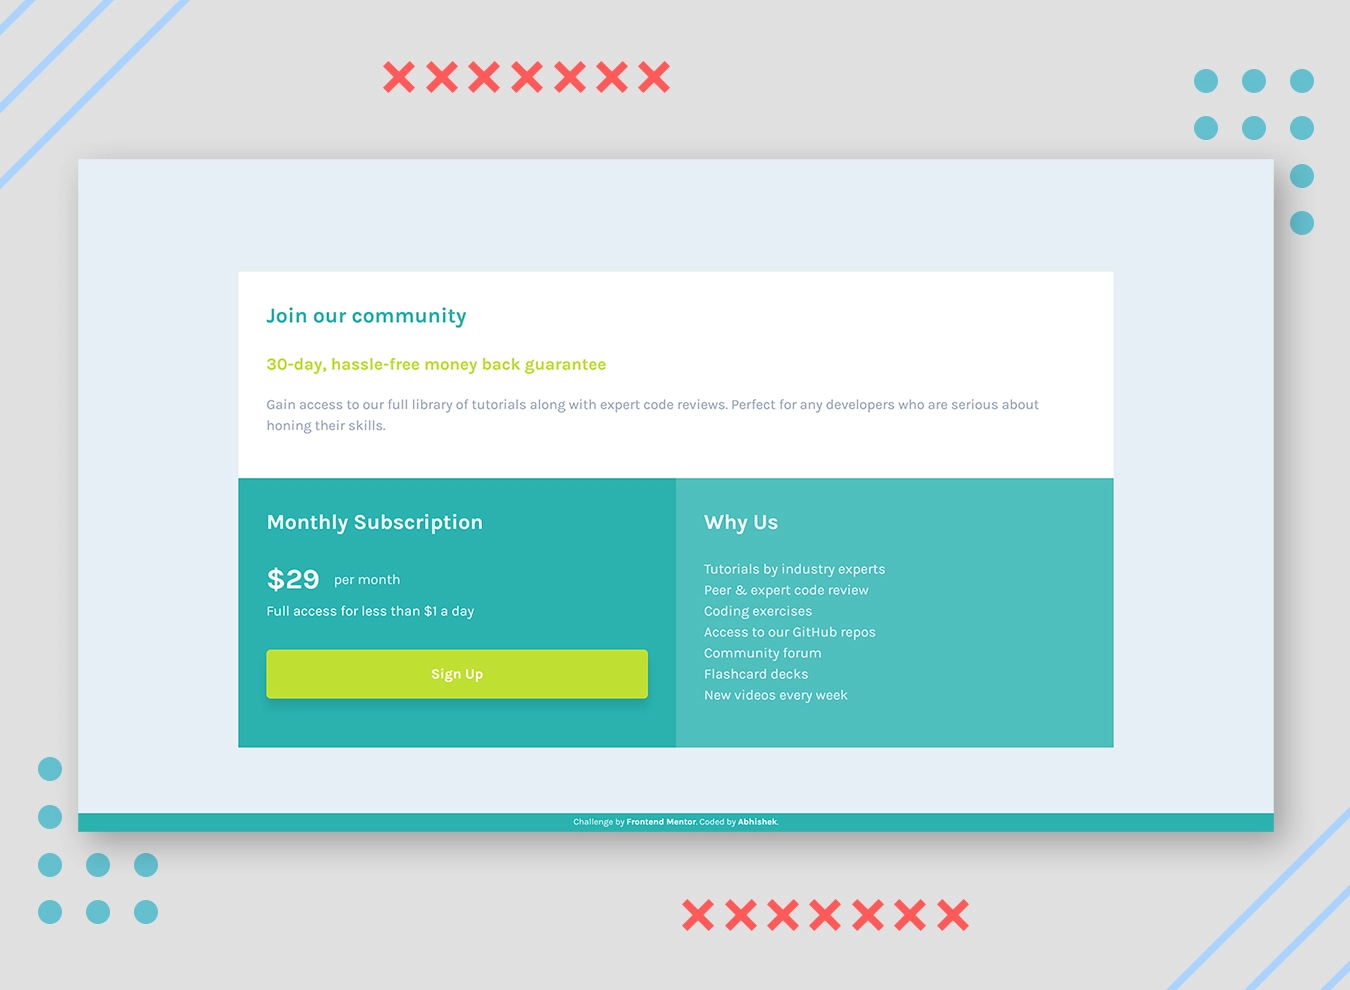 Join our community
30-day, hassle-free money back guarantee
Gain access to our full library of tutorials along with expert code reviews. Perfect for any developers who are serious about
honing their skills.
Monthly Subscription
$29 per month
Full access for less than $1 a day
Sign Up
Why Us
Tutorials by industry experts
Peer & expert code review
Coding exercises
Access to our GitHub repos
Community forum
Flashcard decks
New videos every week
Challenge by Frontend Mentor. Coded by Abhishek.